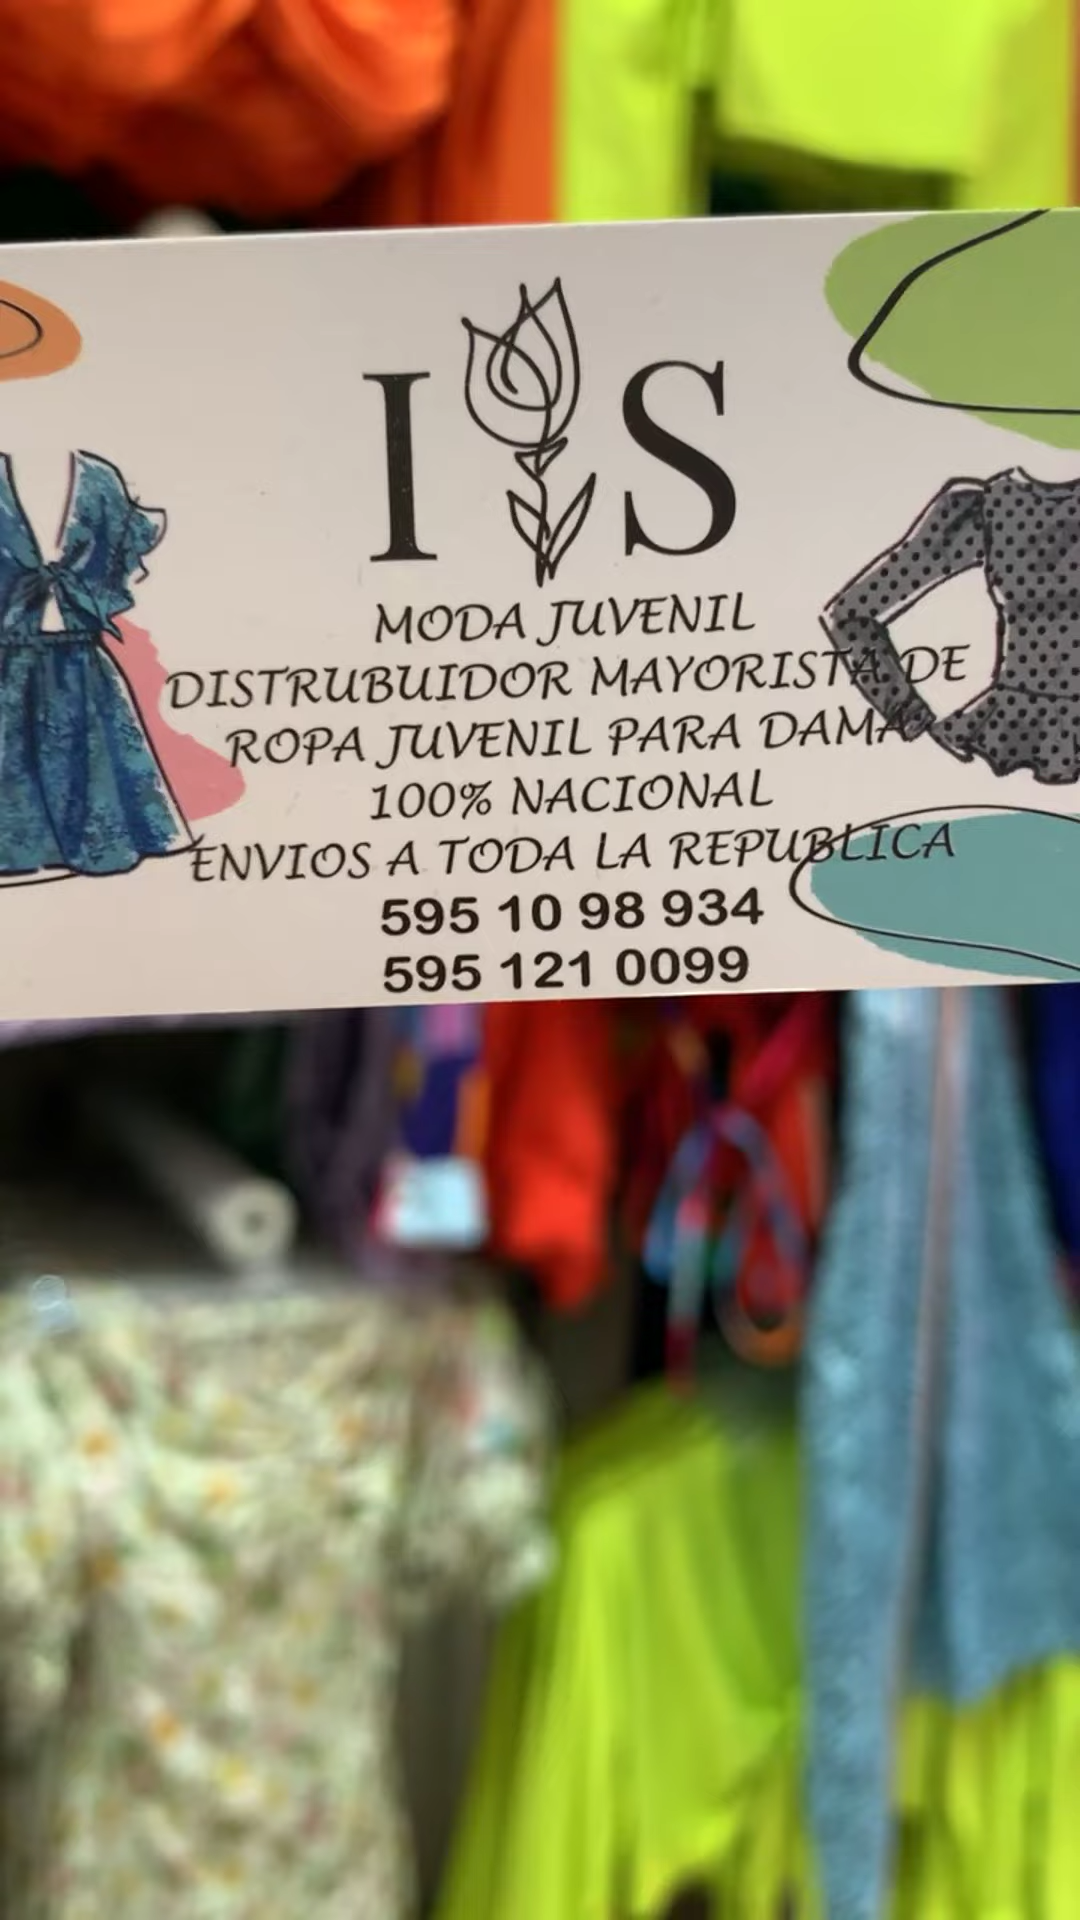 I S
MODA JUVENIL
DISTRUBUIDOR MAYORISTA DE
ROPA JUVENIL PARA DAMA
100% NACIONAL
ENVIOS A TODA LA REPUBLICA
595 10 98 934
595 121 0099